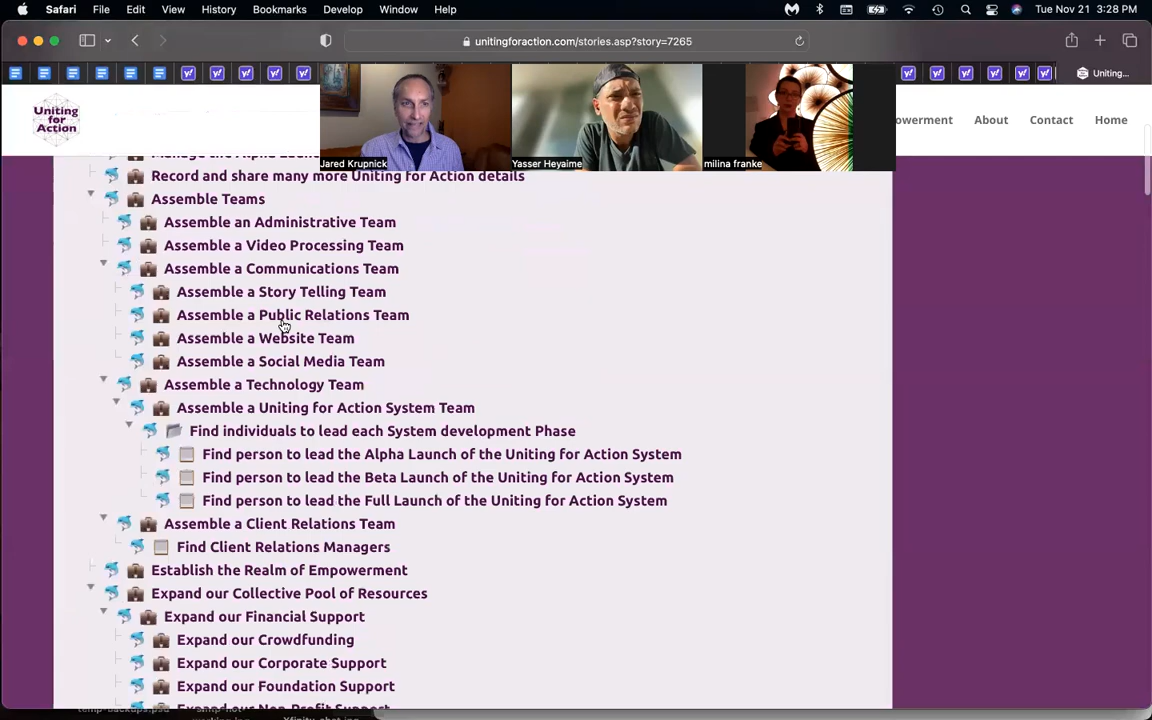 Safari File Edit View History Bookmarks Develop Window Help Tue Nov 21 3:28 PM
unitingforaction.com/stories.asp?story=7265
Uniting...
Uniting for Action
About Contact Home
Jared Krupnick Yasser Heyaime milina franke
Record and share many more Uniting for Action details
Assemble Teams
Assemble an Administrative Team
Assemble a Video Processing Team
Assemble a Communications Team
Assemble a Story Telling Team
Assemble a Public Relations Team
Assemble a Website Team
Assemble a Social Media Team
Assemble a Technology Team
Assemble a Uniting for Action System Team
Find individuals to lead each System development Phase
Find person to lead the Alpha Launch of the Uniting for Action System
Find person to lead the Beta Launch of the Uniting for Action System
Find person to lead the Full Launch of the Uniting for Action System
Assemble a Client Relations Team
Find Client Relations Managers
Establish the Realm of Empowerment
Expand our Collective Pool of Resources
Expand our Financial Support
Expand our Crowdfunding
Expand our Corporate Support
Expand our Foundation Support
Expand our Non-Profit Support